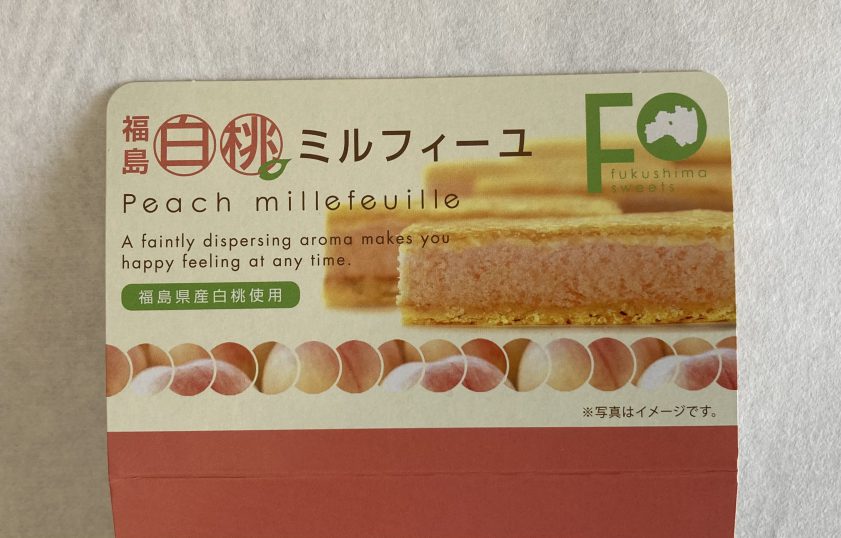 福島白桃ミルフィーユ
Peach millefeuille
A faintly dispersing aroma makes you
happy feeling at any time.
福島県産白桃使用
F
fukushima
sweets
※写真はイメージです。